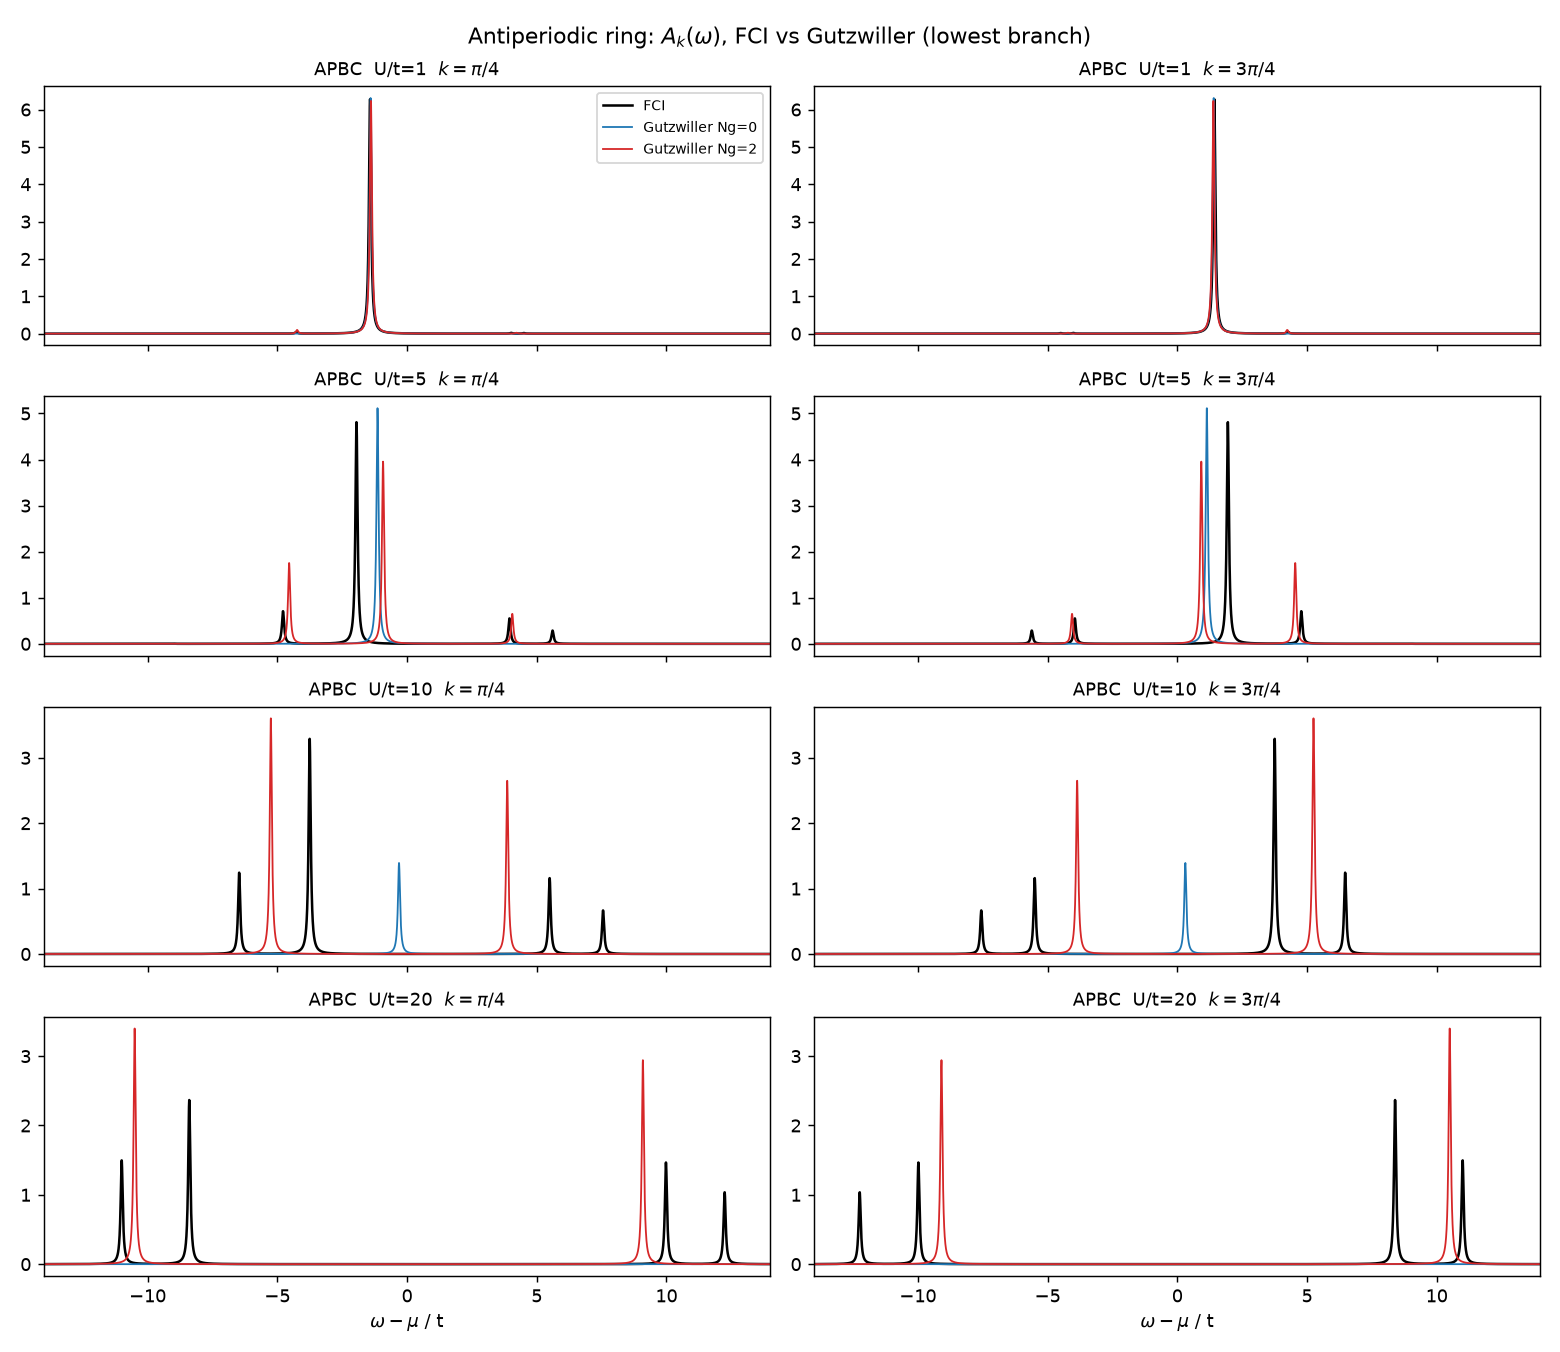 Antiperiodic ring: $A_k(\omega)$, FCI vs Gutzwiller (lowest branch)
APBC U/t=1 k = π/4
6
5
4
3
2
1
0
FCI
Gutzwiller Ng=0
Gutzwiller Ng=2
APBC U/t=1 k = 3π/4
6
5
4
3
2
1
0
APBC U/t=5 k = π/4
5
4
3
2
1
0
APBC U/t=5 k = 3π/4
5
4
3
2
1
0
APBC U/t=10 k = π/4
3
2
1
0
APBC U/t=10 k = 3π/4
3
2
1
0
APBC U/t=20 k = π/4
3
2
1
0
−10 −5 0 5 10
ω − μ / t
APBC U/t=20 k = 3π/4
3
2
1
0
−10 −5 0 5 10
ω − μ / t